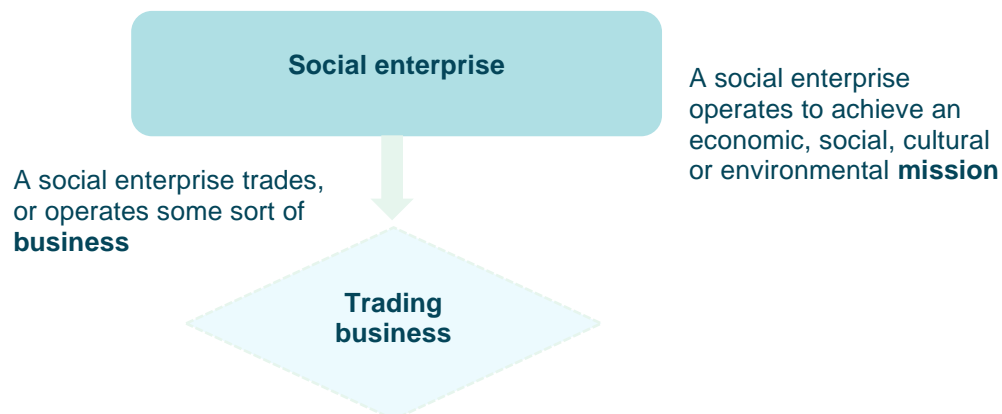 Social enterprise
A social enterprise
operates to achieve an
economic, social, cultural
or environmental mission
A social enterprise trades,
or operates some sort of
business
Trading
business